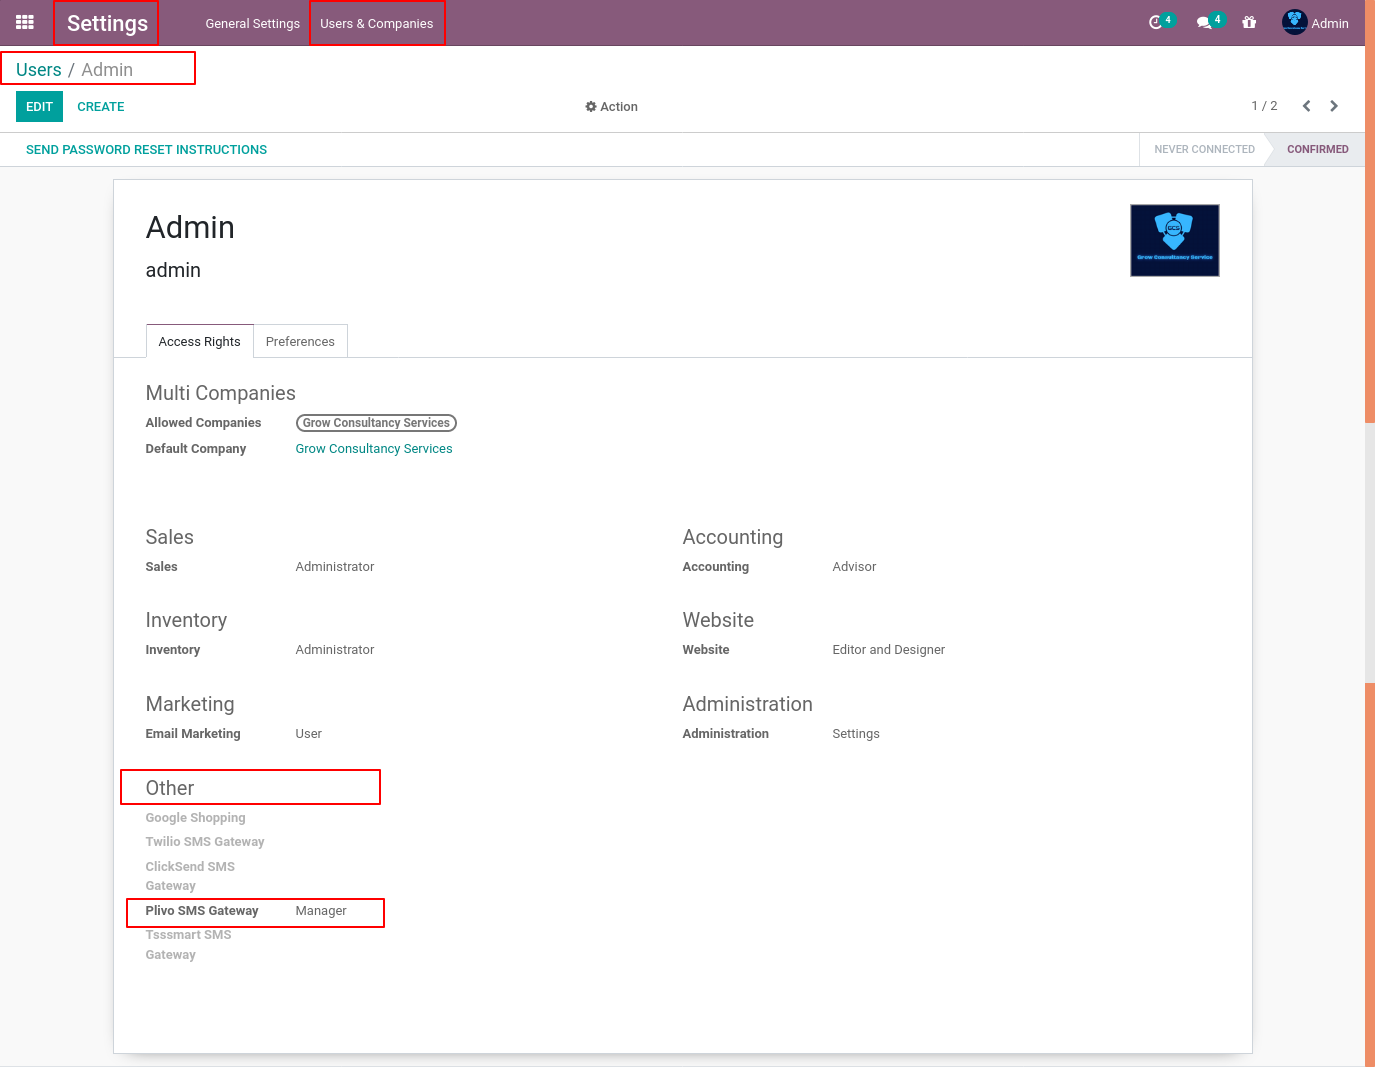 Settings General Settings Users & Companies 4 4 Admin
Users / Admin
EDIT CREATE Action 1 / 2
SEND PASSWORD RESET INSTRUCTIONS NEVER CONNECTED CONFIRMED
Admin
GCS
Grow Consultancy Service
admin
Access Rights Preferences
Multi Companies
Allowed Companies Grow Consultancy Services
Default Company Grow Consultancy Services
Sales Accounting
Sales Administrator Accounting Advisor
Inventory Website
Inventory Administrator Website Editor and Designer
Marketing Administration
Email Marketing User Administration Settings
Other
Google Shopping
Twilio SMS Gateway
ClickSend SMS
Gateway
Plivo SMS Gateway Manager
Tsssmart SMS
Gateway